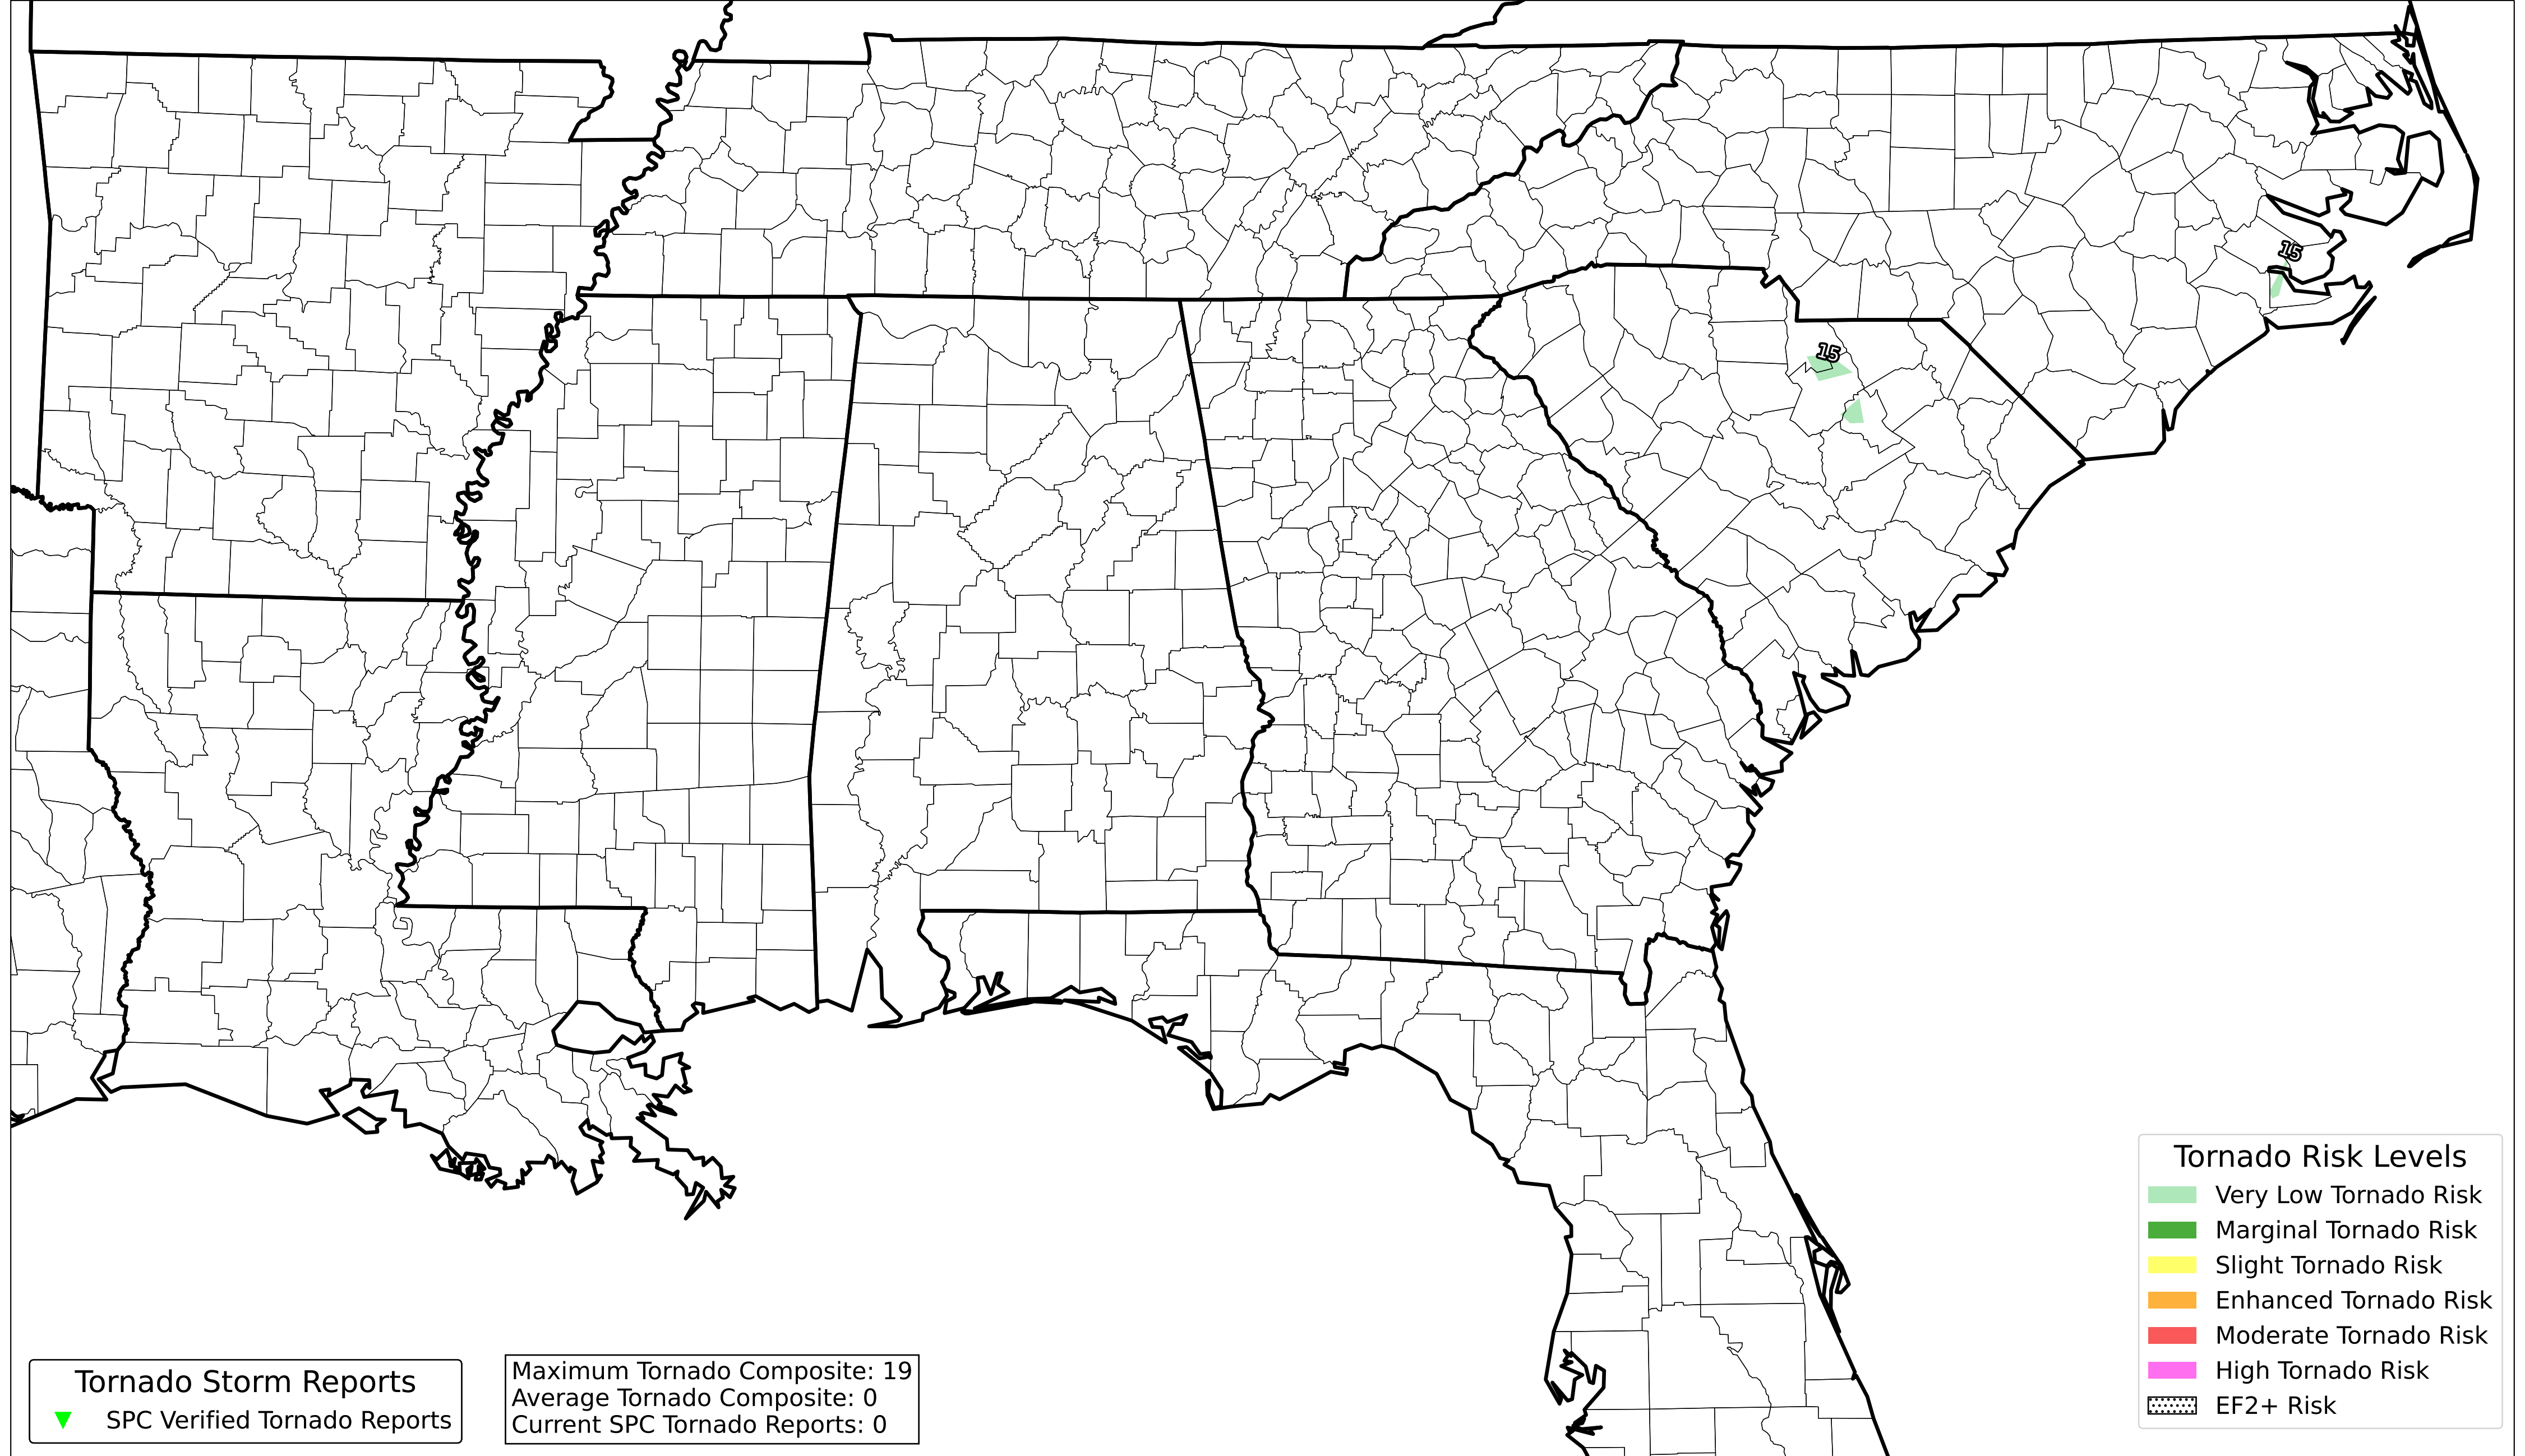 15
15
Tornado Risk Levels
Very Low Tornado Risk
Marginal Tornado Risk
Slight Tornado Risk
Enhanced Tornado Risk
Moderate Tornado Risk
High Tornado Risk
EF2+ Risk
Tornado Storm Reports
SPC Verified Tornado Reports
Maximum Tornado Composite: 19
Average Tornado Composite: 0
Current SPC Tornado Reports: 0